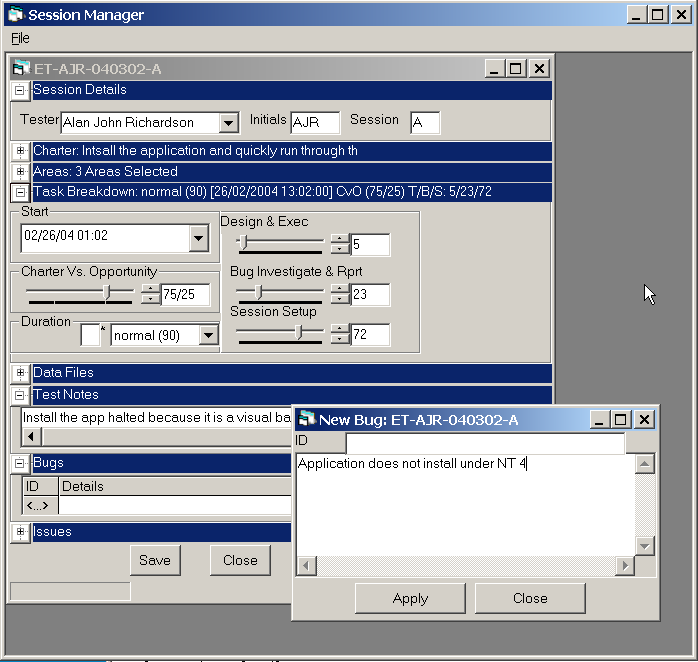 Session Manager
File
ET-AJR-040302-A
Session Details
Tester Alan John Richardson Initials AJR Session A
Charter: Intsall the application and quickly run through th
Areas: 3 Areas Selected
Task Breakdown: normal (90) [26/02/2004 13:02:00] CvO (75/25) T/B/S: 5/23/72
Start
02/26/04 01:02
Charter Vs. Opportunity
75/25
Duration
* normal (90)
Design & Exec
5
Bug Investigate & Rprt
23
Session Setup
72
Data Files
Test Notes
Install the app halted because it is a visual ba
Bugs
ID Details
<...>
Issues
Save Close
New Bug: ET-AJR-040302-A
ID
Application does not install under NT 4
Apply Close